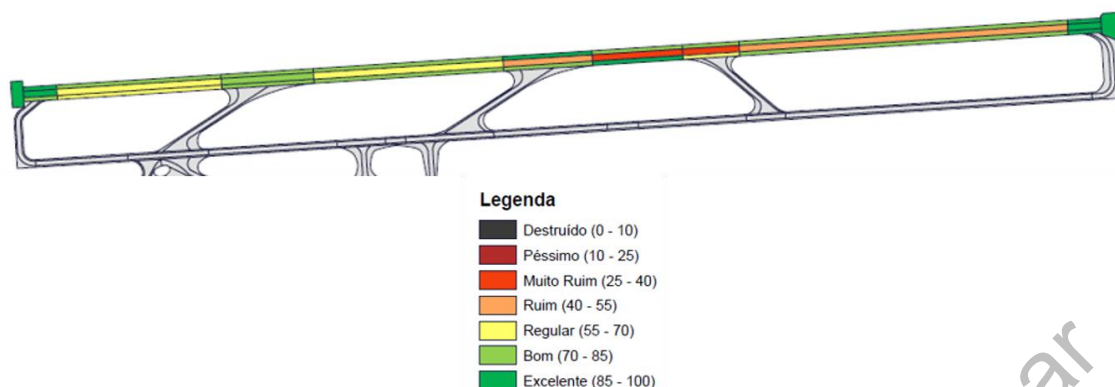 Legenda
Destruído (0 - 10)
Péssimo (10 - 25)
Muito Ruim (25 - 40)
Ruim (40 - 55)
Regular (55 - 70)
Bom (70 - 85)
Excelente (85 - 100)